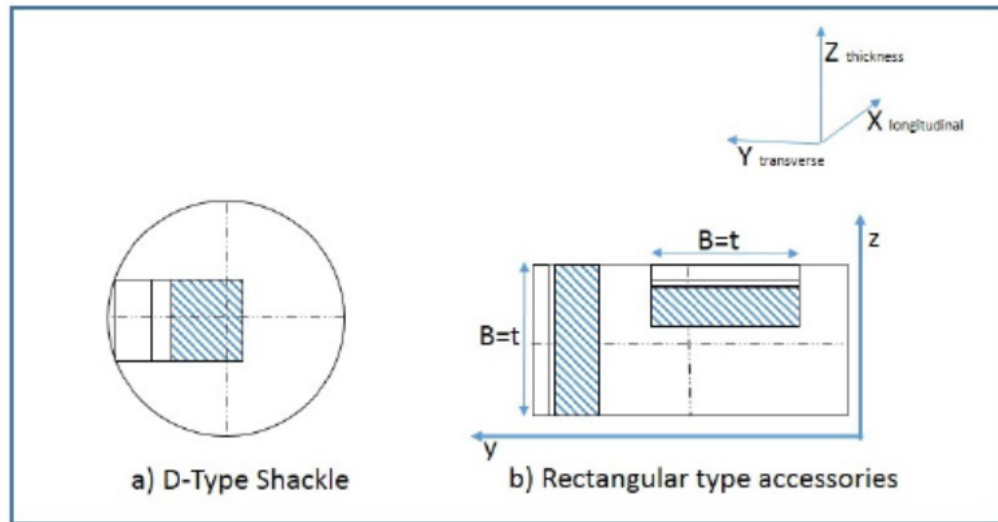 Z thickness
X longitudinal
Y transverse
B=t
z
B=t
y
a) D-Type Shackle
b) Rectangular type accessories